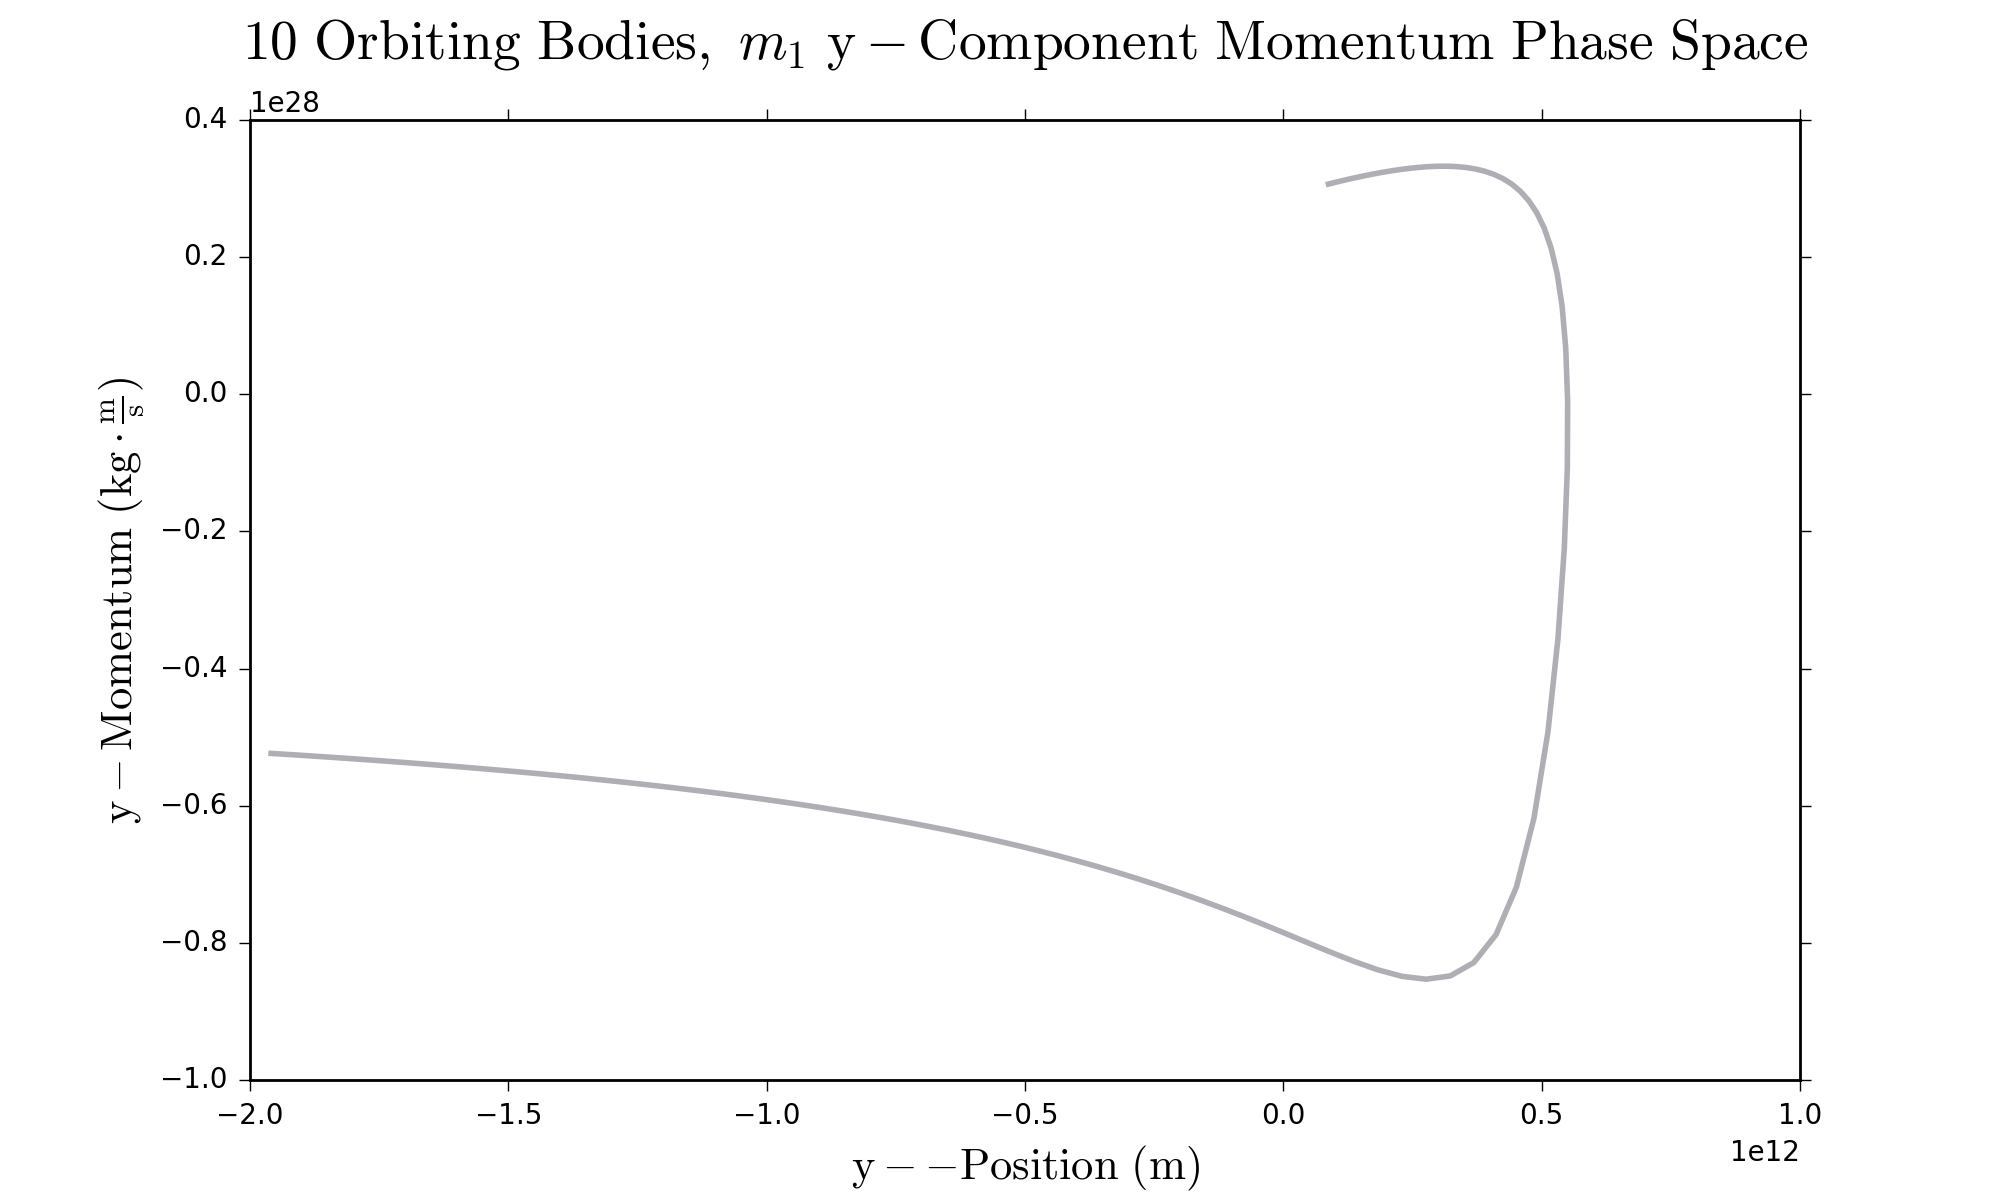 10 Orbiting Bodies, m₁ y − Component Momentum Phase Space
1e28
0.4
0.2
0.0
−0.2
−0.4
−0.6
−0.8
−1.0
y − Momentum (kg · m/s)
−2.0 −1.5 −1.0 −0.5 0.0 0.5 1.0
1e12
y − −Position (m)